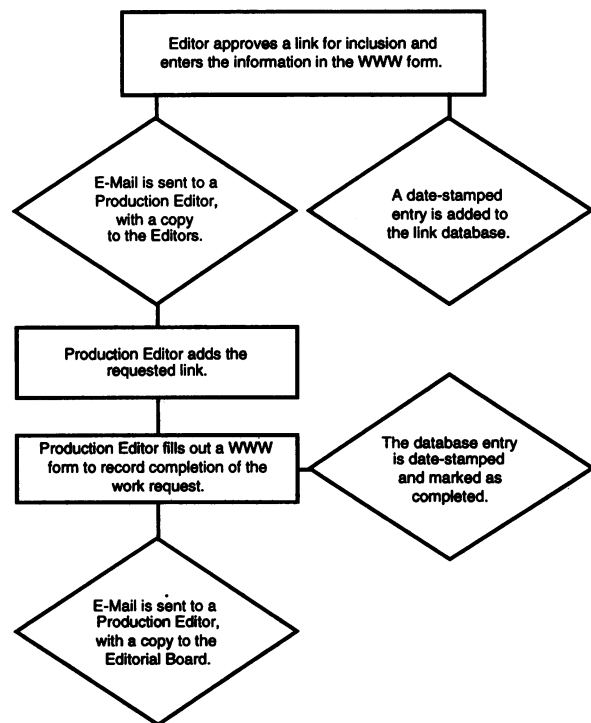 Editor approves a link for inclusion and
enters the information in the WWW form.
E-Mail is sent to a
Production Editor,
with a copy
to the Editors.
A date-stamped
entry is added to
the link database.
Production Editor adds the
requested link.
Production Editor fills out a WWW
form to record completion of the
work request.
The database entry
is date-stamped
and marked as
completed.
E-Mail is sent to a
Production Editor,
with a copy to the
Editorial Board.